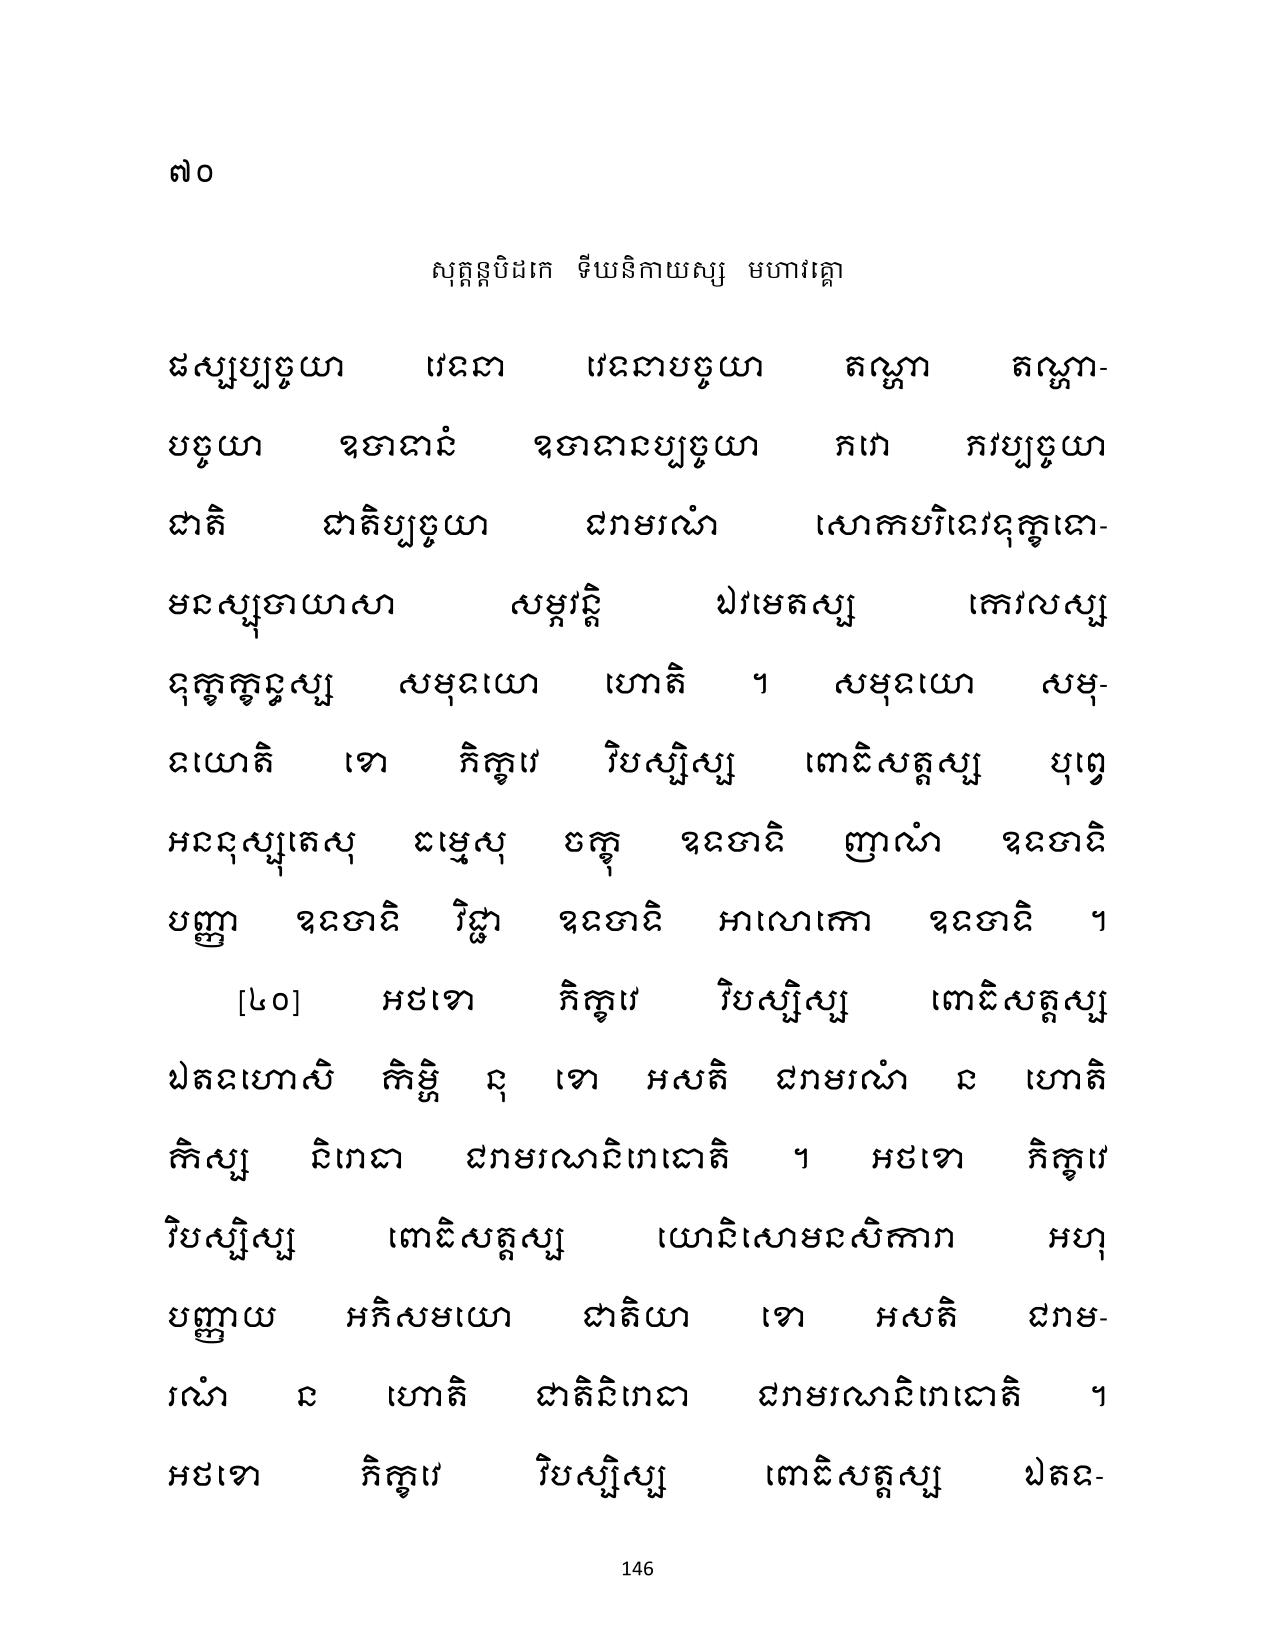 ៧០
សុត្តន្តបិដកេ ទីឃនិកាយស្ស មហាវគ្គោ
ផស្សប្បច្ចយា វេទនា វេទនាបច្ចយា តណ្ហា តណ្ហា-
បច្ចយា ឧបាទានំ ឧបាទានប្បច្ចយា ភវោ ភវប្បច្ចយា
ជាតិ ជាតិប្បច្ចយា ជរាមរណំ សោកបរិទេវទុក្ខទោ-
មនស្សុបាយាសា សម្ភវន្តិ ឯវមេតស្ស កេវលស្ស
ទុក្ខក្ខន្ធស្ស សមុទយោ ហោតិ ។ សមុទយោ សមុ-
ទយោតិ ខោ ភិក្ខវេ វិបស្សិស្ស ពោធិសត្តស្ស បុព្វេ
អននុស្សុតេសុ ធម្មេសុ ចក្ខុ ឧទបាទិ ញាណំ ឧទបាទិ
បញ្ញា ឧទបាទិ វិជ្ជា ឧទបាទិ អាលោកោ ឧទបាទិ ។
[៤០] អថខោ ភិក្ខវេ វិបស្សិស្ស ពោធិសត្តស្ស
ឯតទហោសិ កិម្ហិ នុ ខោ អសតិ ជរាមរណំ ន ហោតិ
កិស្ស និរោធា ជរាមរណនិរោធោតិ ។ អថខោ ភិក្ខវេ
វិបស្សិស្ស ពោធិសត្តស្ស យោនិសោមនសិការា អហុ
បញ្ញាយ អភិសមយោ ជាតិយា ខោ អសតិ ជរាម-
រណំ ន ហោតិ ជាតិនិរោធា ជរាមរណនិរោធោតិ ។
អថខោ ភិក្ខវេ វិបស្សិស្ស ពោធិសត្តស្ស ឯតទ-
146